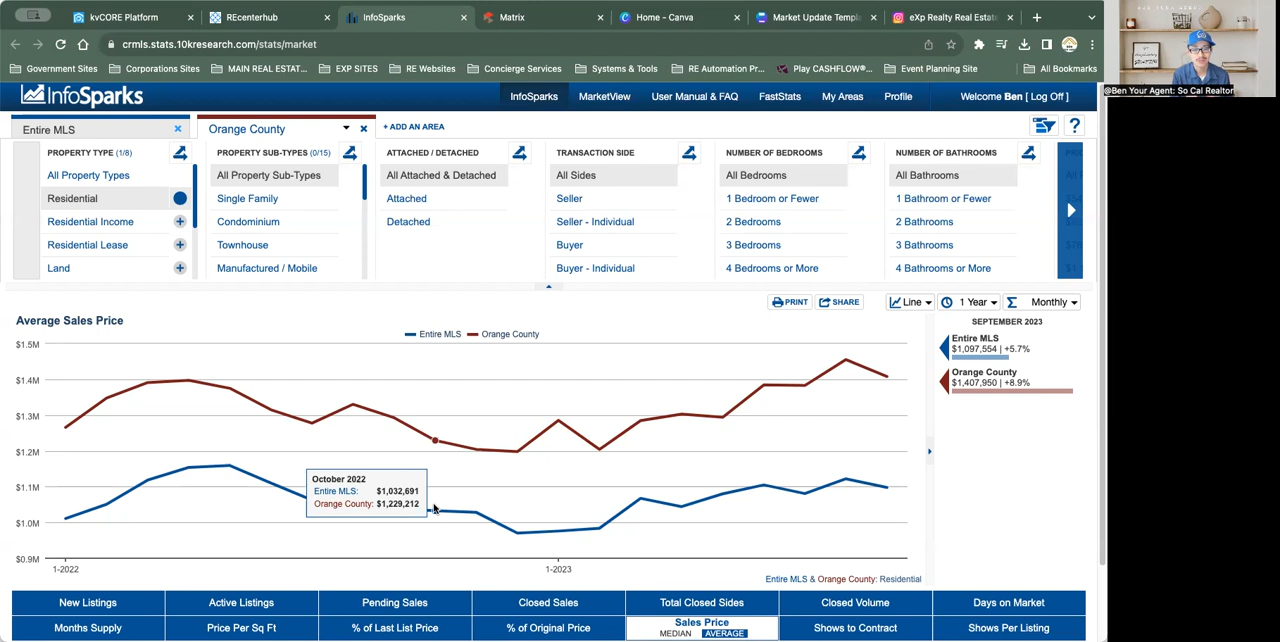 kvCORE Platform
REcenterhub
InfoSparks
Matrix
Home - Canva
Market Update Templ
eXp Realty Real Estat
crmls.stats.10kresearch.com/stats/market
Government Sites
Corporations Sites
MAIN REAL ESTAT...
EXP SITES
RE Websites
Concierge Services
Systems & Tools
RE Automation Pr...
Play CASHFLOW®...
Event Planning Site
All Bookmarks
@Ben Your Agent: So Cal Realtor
InfoSparks
InfoSparks
MarketView
User Manual & FAQ
FastStats
My Areas
Profile
Welcome Ben [ Log Off ]
Entire MLS
Orange County
+ ADD AN AREA
?
PROPERTY TYPE (1/8)
All Property Types
Residential
Residential Income
Residential Lease
Land
PROPERTY SUB-TYPES (0/15)
All Property Sub-Types
Single Family
Condominium
Townhouse
Manufactured / Mobile
ATTACHED / DETACHED
All Attached & Detached
Attached
Detached
TRANSACTION SIDE
All Sides
Seller
Seller - Individual
Buyer
Buyer - Individual
NUMBER OF BEDROOMS
All Bedrooms
1 Bedroom or Fewer
2 Bedrooms
3 Bedrooms
4 Bedrooms or More
NUMBER OF BATHROOMS
All Bathrooms
1 Bathroom or Fewer
2 Bathrooms
3 Bathrooms
4 Bathrooms or More
PRINT
SHARE
Line
1 Year
Monthly
Average Sales Price
Entire MLS
Orange County
$1.5M
$1.4M
$1.3M
$1.2M
$1.1M
$1.0M
$0.9M
October 2022
Entire MLS: $1,032,691
Orange County: $1,229,212
1-2022
1-2023
Entire MLS & Orange County: Residential
SEPTEMBER 2023
Entire MLS
$1,097,554 | +5.7%
Orange County
$1,407,950 | +8.9%
New Listings
Active Listings
Pending Sales
Closed Sales
Total Closed Sides
Closed Volume
Days on Market
Months Supply
Price Per Sq Ft
% of Last List Price
% of Original Price
Sales Price
MEDIAN AVERAGE
Shows to Contract
Shows Per Listing